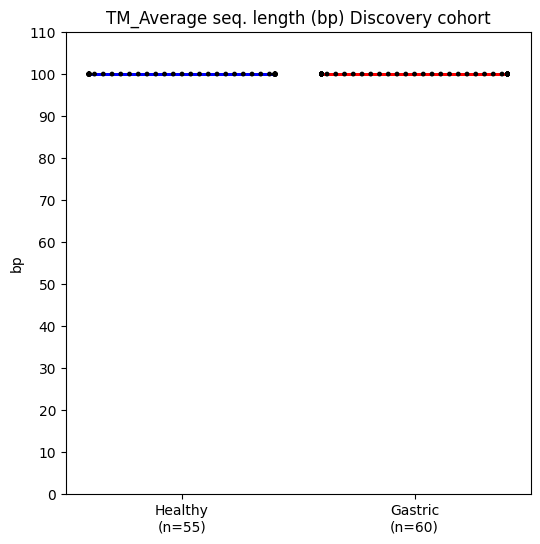 TM_Average seq. length (bp) Discovery cohort
110
100
90
80
70
60
50
40
30
20
10
0
bp
Healthy
(n=55)
Gastric
(n=60)